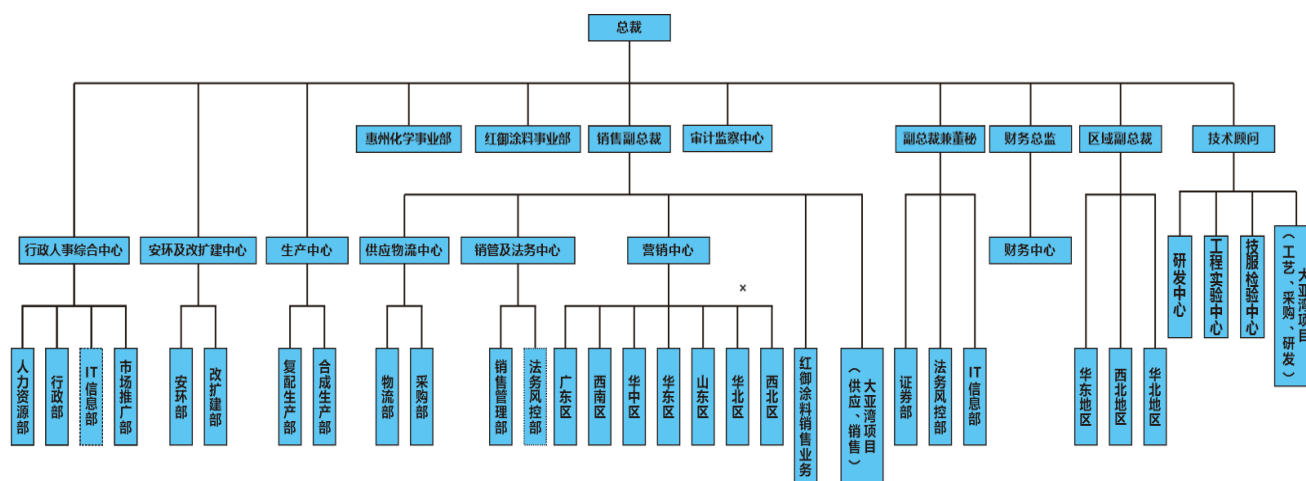 总裁
惠州化学事业部
红御涂料事业部
销售副总裁
审计监察中心
副总裁兼董秘
财务总监
区域副总裁
技术顾问
行政人事综合中心
安环及改扩建中心
生产中心
供应物流中心
销管及法务中心
营销中心
财务中心
研发中心
工程实验中心
技服检验中心
大亚湾项目
（工艺、采购、研发）
x
人力资源部
行政部
IT信息部
市场推广部
安环部
改扩建部
复配生产部
合成生产部
物流部
采购部
销售管理部
法务风控部
广东区
西南区
华中区
华东区
山东区
华北区
西北区
红御涂料销售业务
大亚湾项目
（供应、销售）
证券部
法务风控部
IT信息部
华东地区
西北地区
华北地区